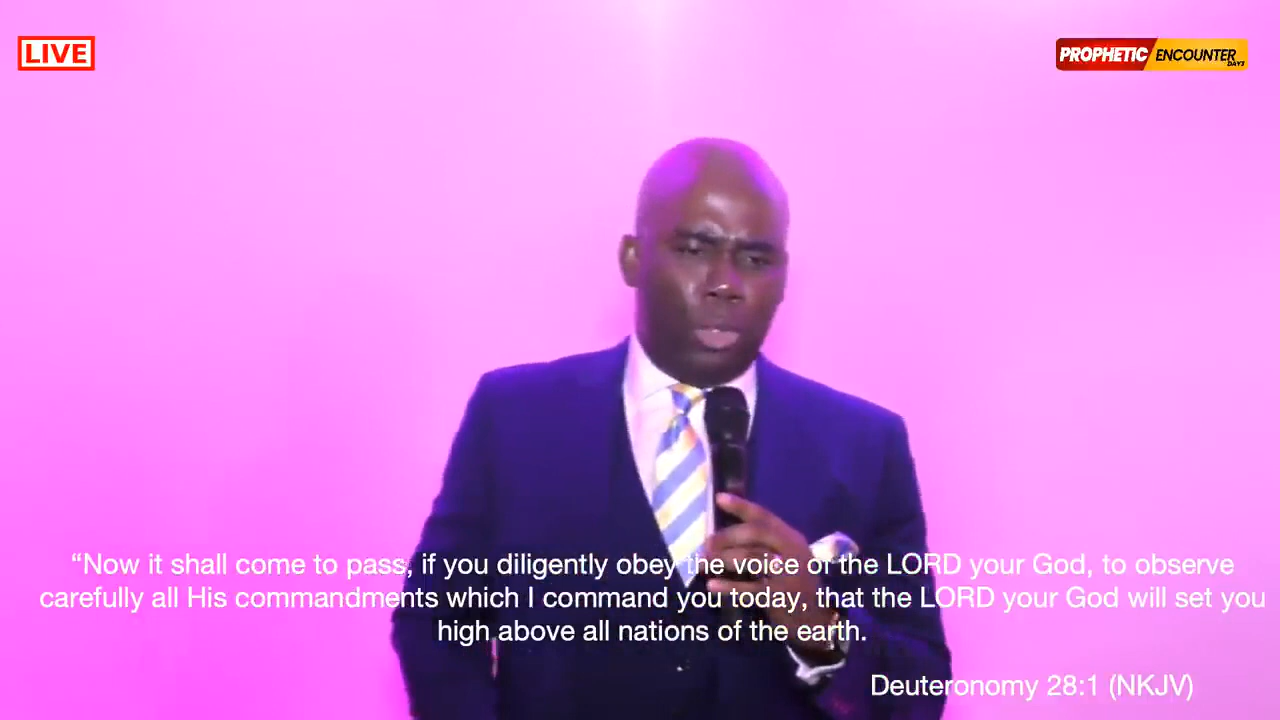 LIVE
PROPHETIC ENCOUNTER
DAYS
“Now it shall come to pass, if you diligently obey the voice of the LORD your God, to observe
carefully all His commandments which I command you today, that the LORD your God will set you
high above all nations of the earth.
Deuteronomy 28:1 (NKJV)